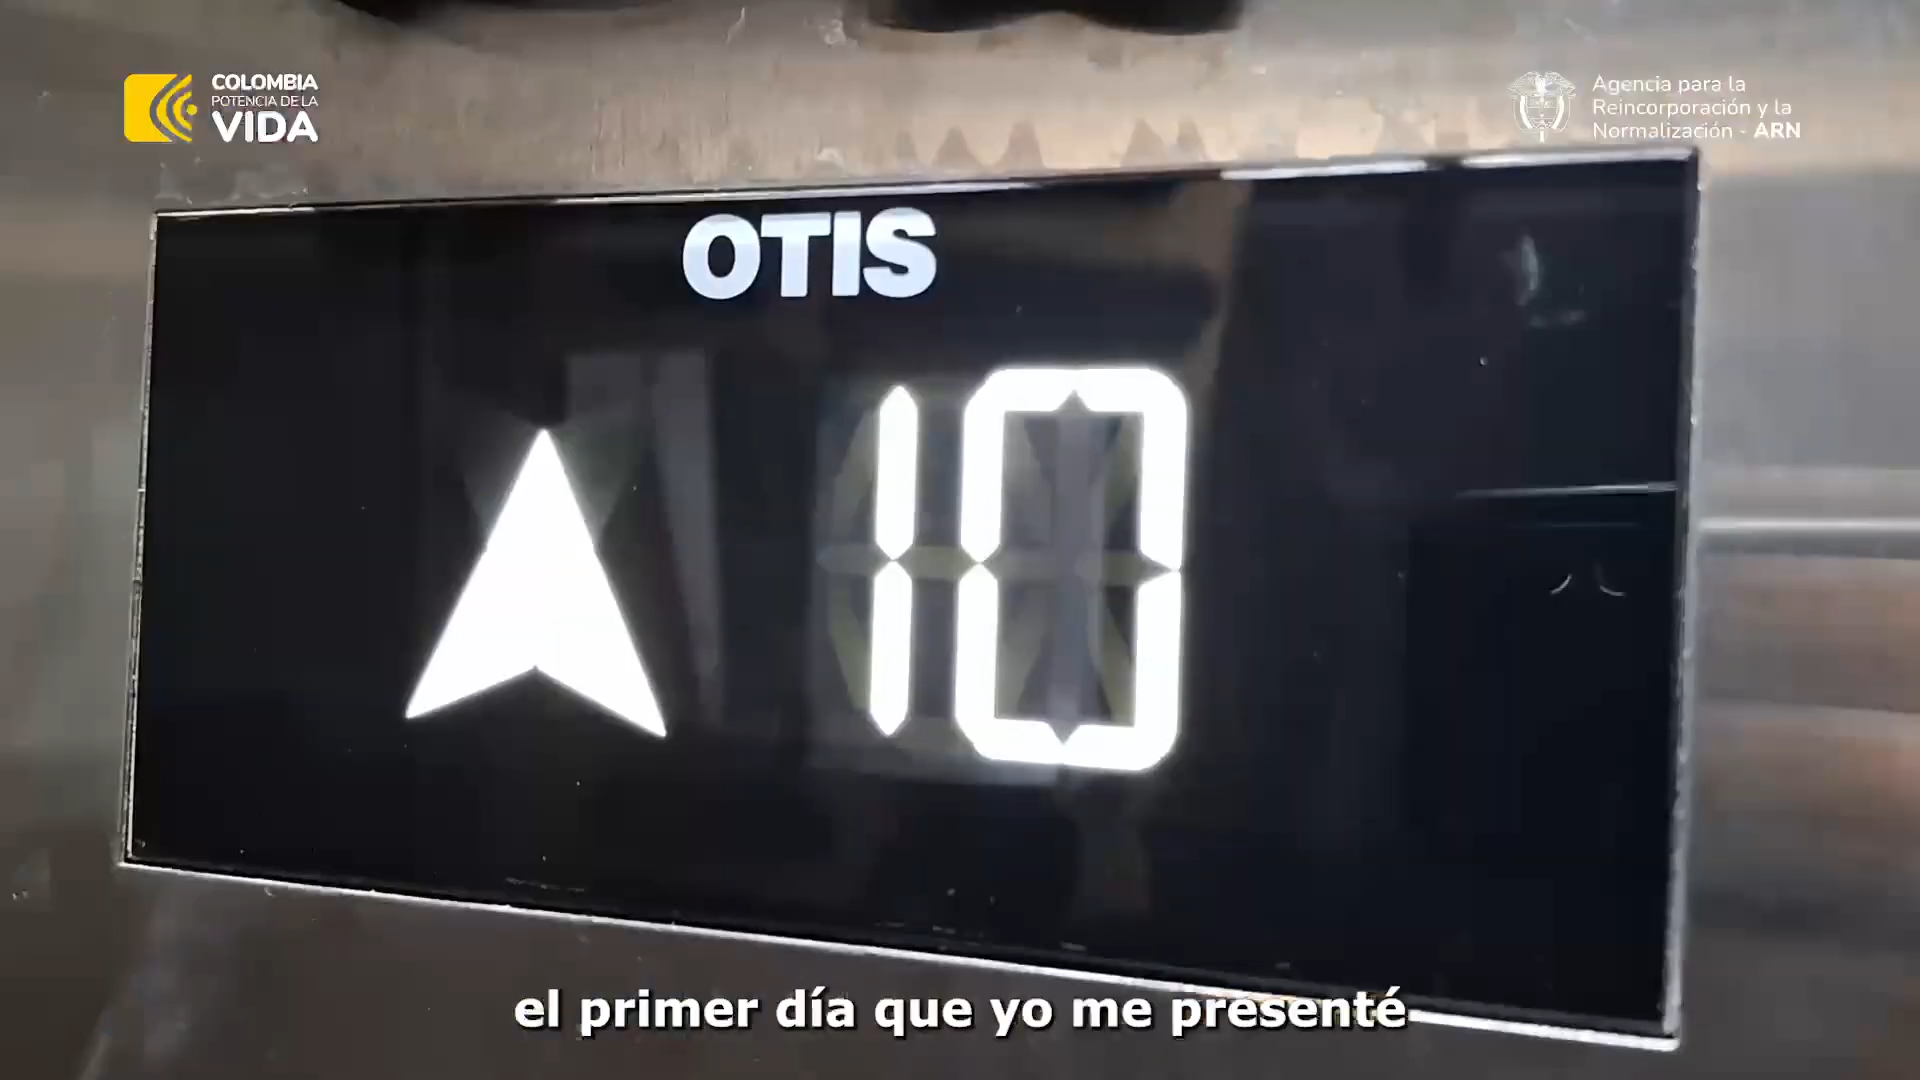 COLOMBIA
POTENCIA DE LA
VIDA
Agencia para la
Reincorporación y la
Normalización - ARN
OTIS
10
el primer día que yo me presenté